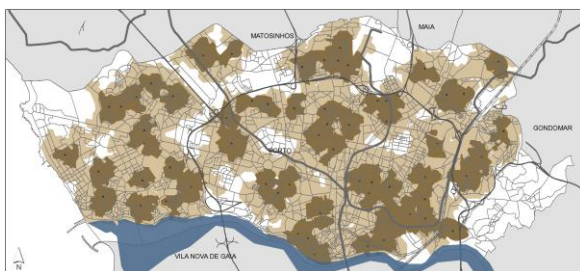 MATOSINHOS
MAIA
GONDOMAR
PORTO
VILA NOVA DE GAIA
N